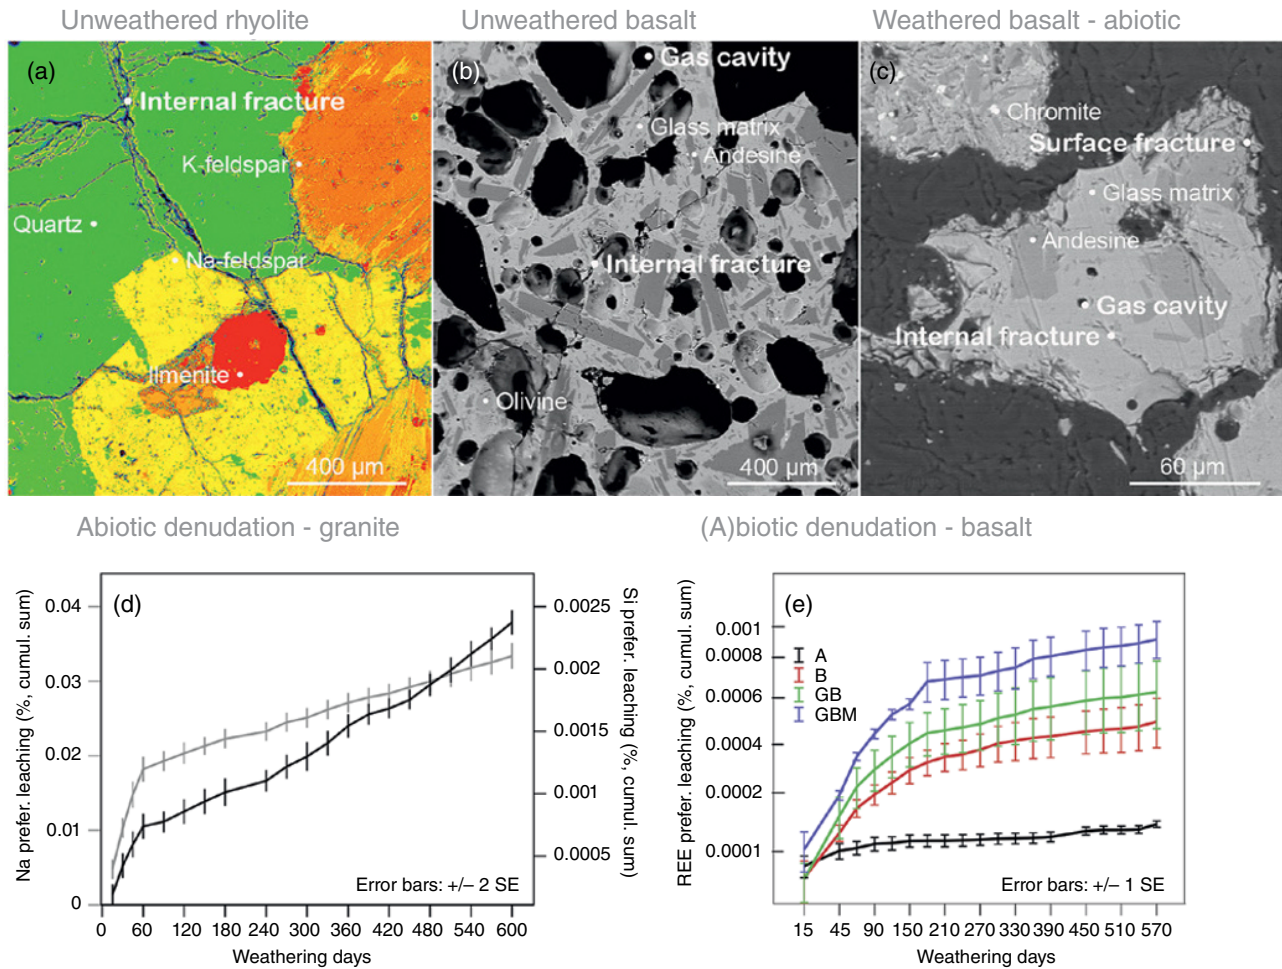 Unweathered rhyolite
Unweathered basalt
Weathered basalt - abiotic
(a)
Internal fracture
K-feldspar
Quartz
Na-feldspar
Ilmenite
400 µm
(b)
Gas cavity
Glass matrix
Andesine
Internal fracture
Olivine
400 µm
(c)
Chromite
Surface fracture
Glass matrix
Andesine
Gas cavity
Internal fracture
60 µm
Abiotic denudation - granite
(A)biotic denudation - basalt
(d)
Na prefer. leaching (%, cumul. sum)
0.04
0.03
0.02
0.01
0
Si prefer. leaching (%, cumul. sum)
0.0025
0.002
0.0015
0.001
0.0005
Error bars: +/– 2 SE
0 60 120 180 240 300 360 420 480 540 600
Weathering days
(e)
REE prefer. leaching (%, cumul. sum)
0.001
0.0008
0.0006
0.0004
0.0002
0.0001
A
B
GB
GBM
Error bars: +/– 1 SE
15 45 90 150 210 270 330 390 450 510 570
Weathering days